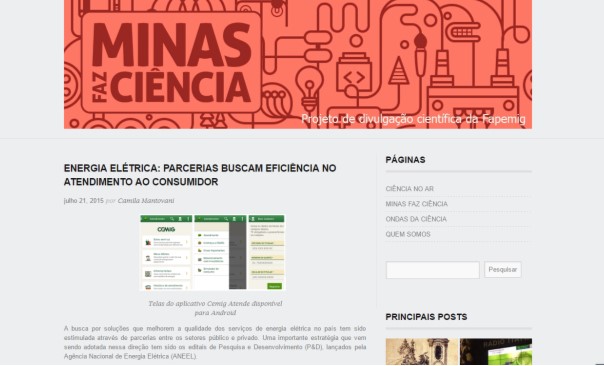 MINAS
FAZ
CIÊNCIA
Projeto de divulgação científica da Fapemig
ENERGIA ELÉTRICA: PARCERIAS BUSCAM EFICIÊNCIA NO
ATENDIMENTO AO CONSUMIDOR
julho 21, 2015 por Camila Mantovani
CEMIG
Telas do aplicativo Cemig Atende disponível
para Android
A busca por soluções que melhorem a qualidade dos serviços de energia elétrica no país tem sido
estimulada através de parcerias entre os setores público e privado. Uma importante estratégia que vem
sendo adotada nessa direção tem sido os editais de Pesquisa e Desenvolvimento (P&D), lançados pela
Agência Nacional de Energia Elétrica (ANEEL).
PÁGINAS
CIÊNCIA NO AR
MINAS FAZ CIÊNCIA
ONDAS DA CIÊNCIA
QUEM SOMOS
Pesquisar
PRINCIPAIS POSTS